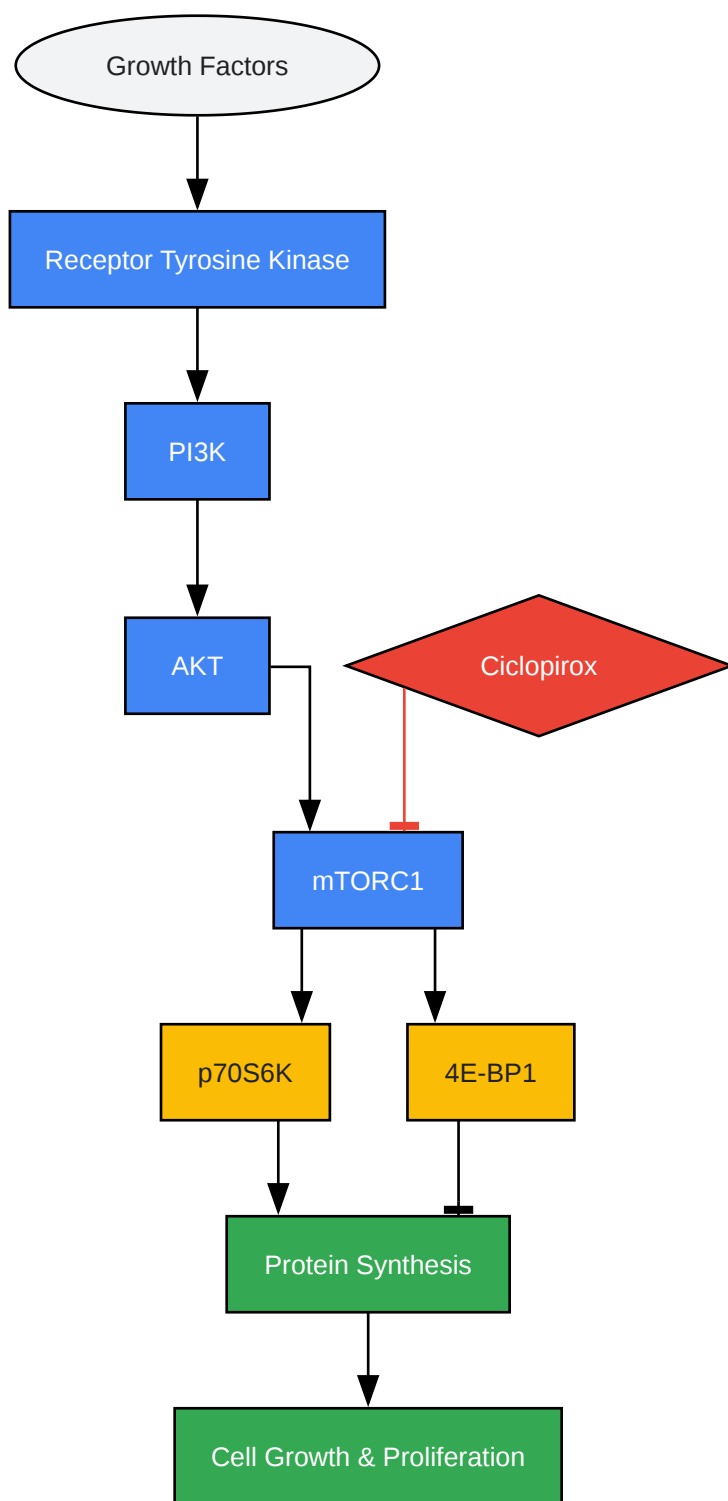 Growth Factors
Receptor Tyrosine Kinase
PI3K
AKT
Ciclopirox
mTORC1
p70S6K
4E-BP1
Protein Synthesis
Cell Growth & Proliferation